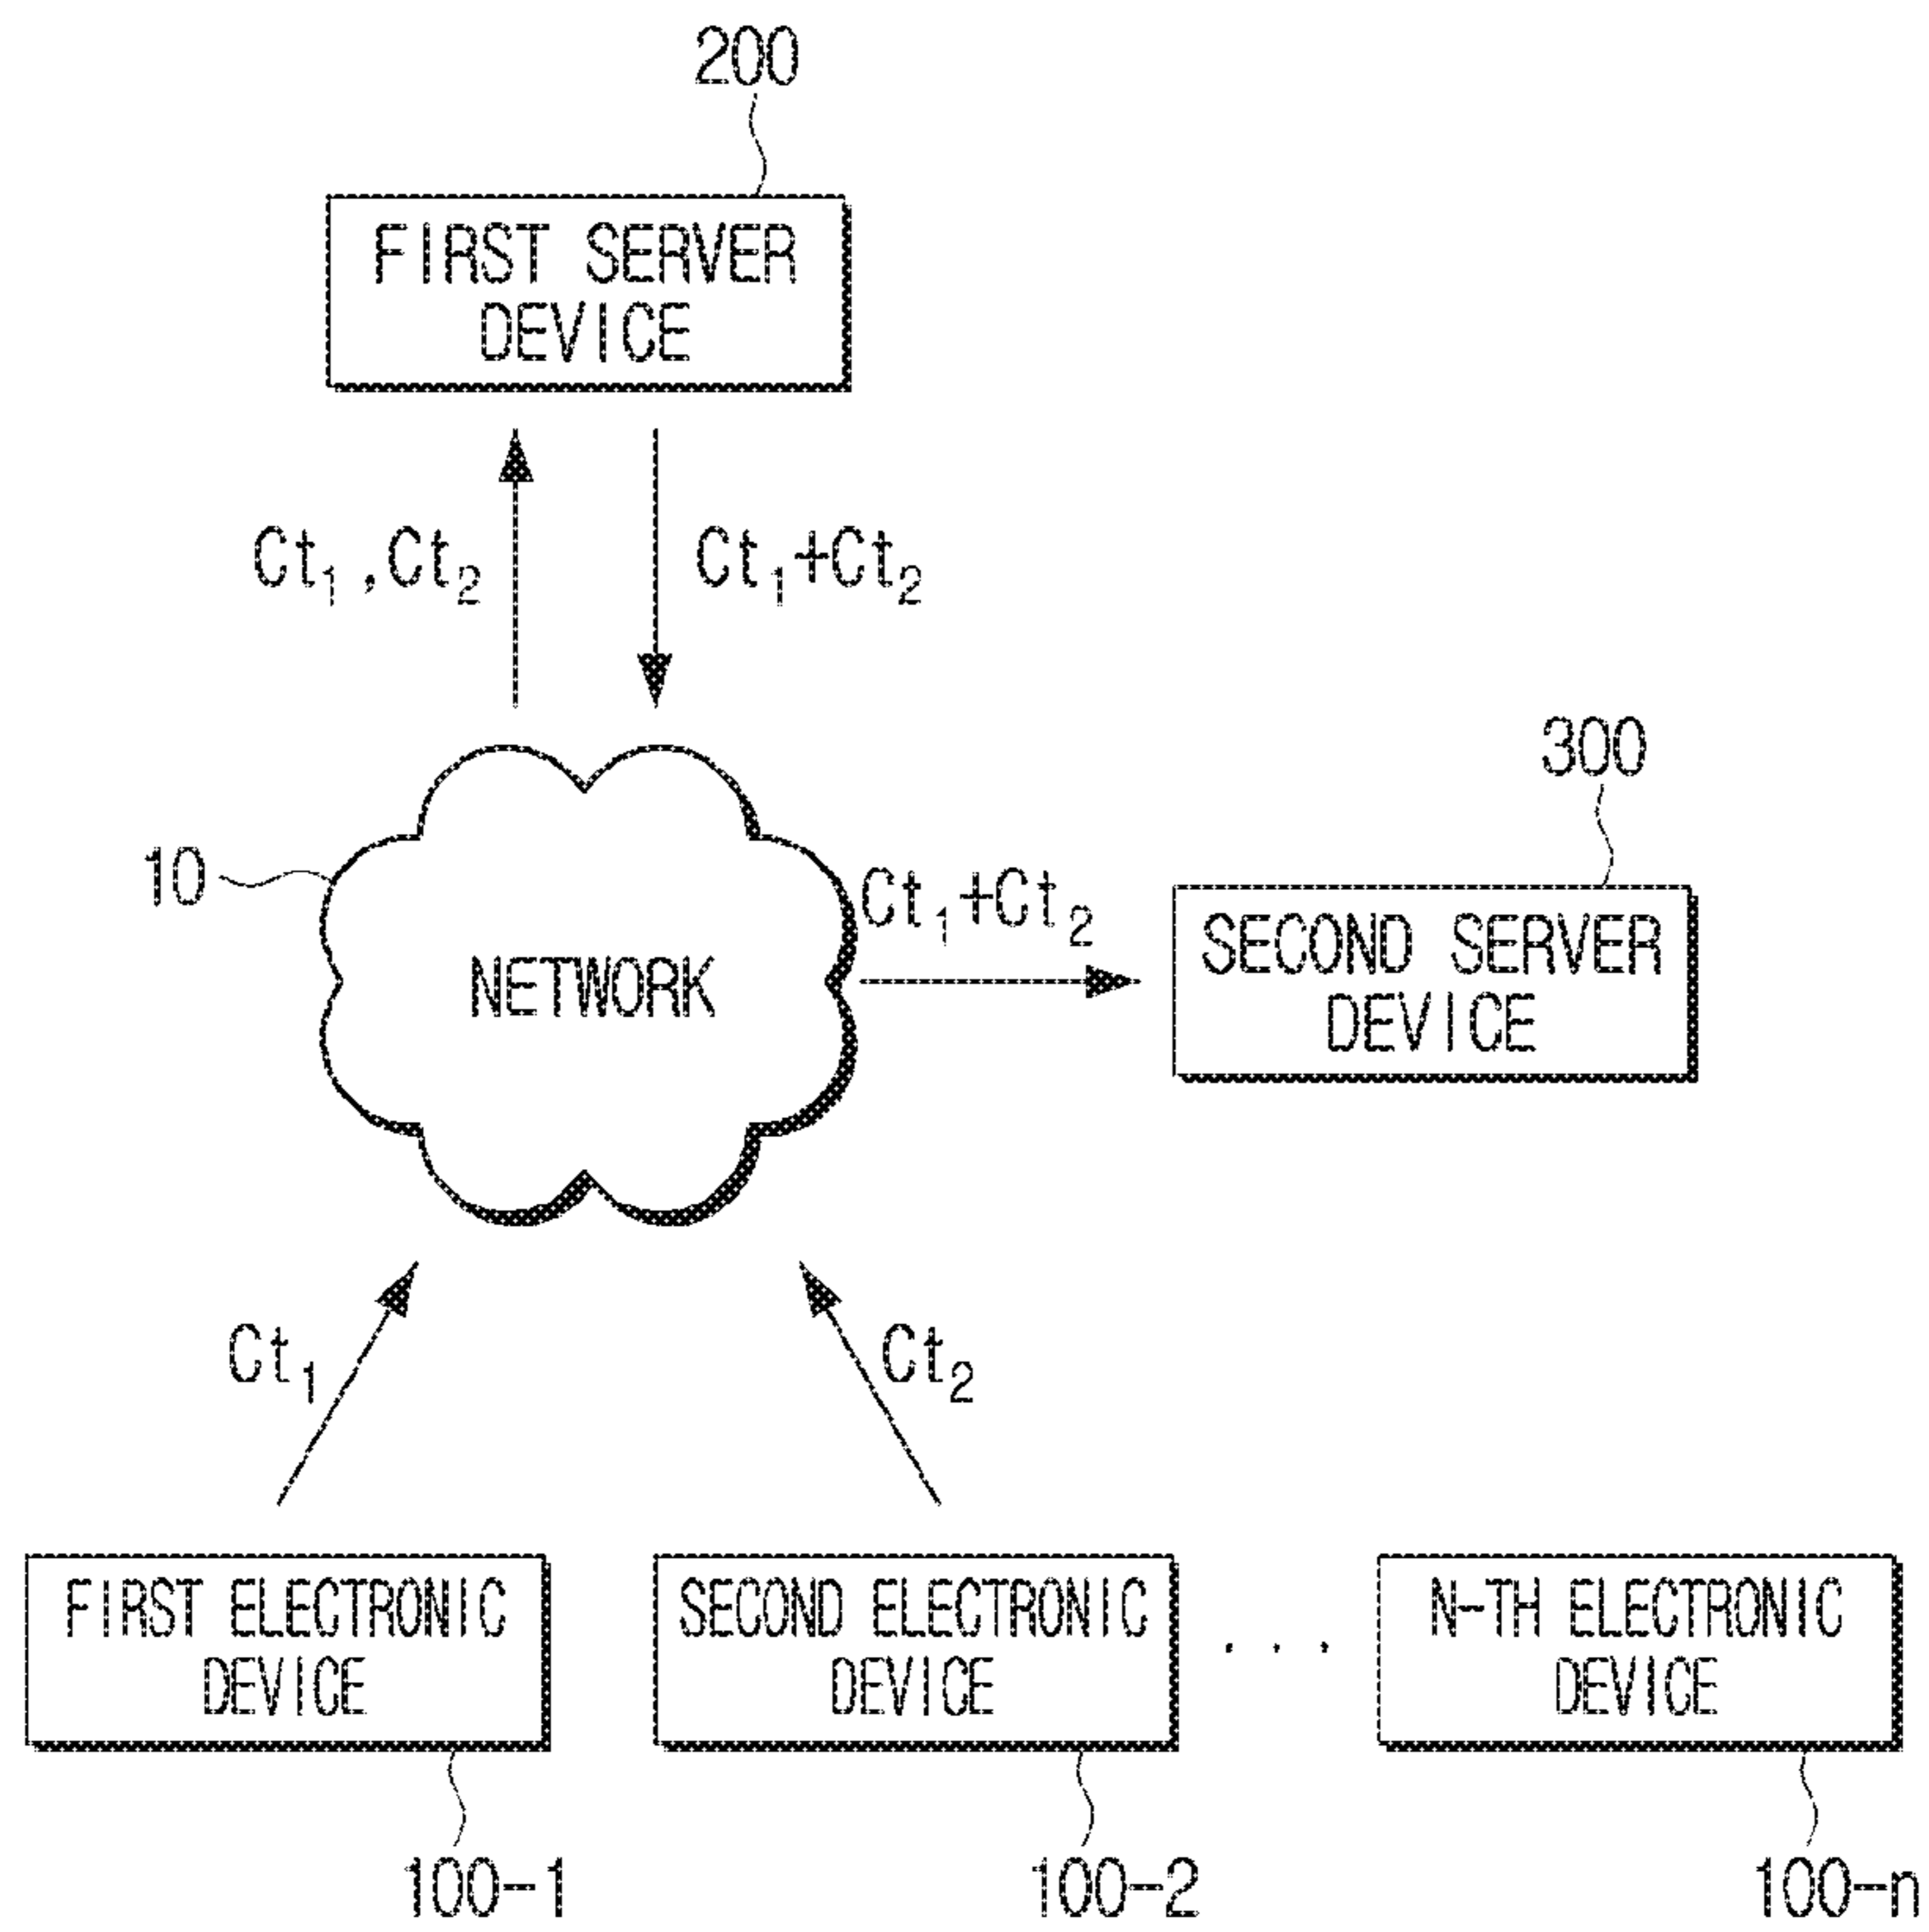 200
FIRST SERVER
DEVICE
Ct₁,Ct₂
Ct₁+Ct₂
300
10
Ct₁+Ct₂
SECOND SERVER
DEVICE
NETWORK
Ct₁
Ct₂
FIRST ELECTRONIC
DEVICE
SECOND ELECTRONIC
DEVICE
. . .
N-TH ELECTRONIC
DEVICE
100-1
100-2
100-n